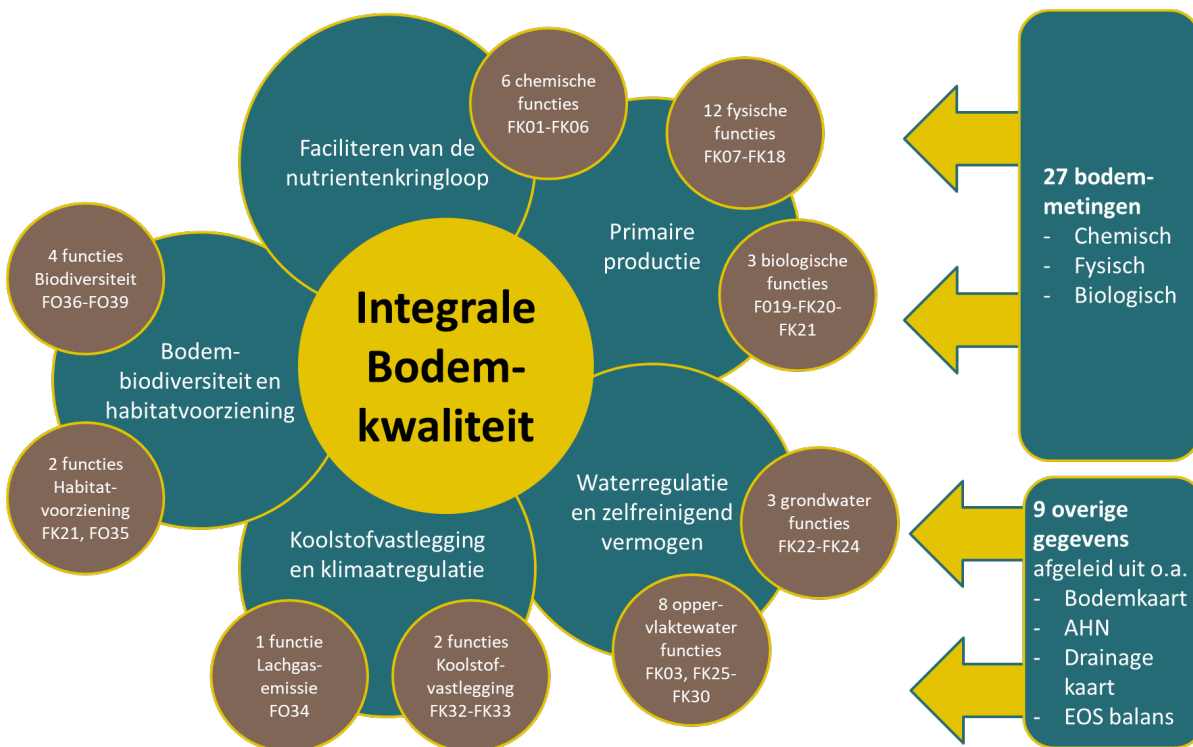 6 chemische
functies
FK01-FK06
Faciliteren van de
nutrientenkringloop
12 fysische
functies
FK07-FK18
Primaire
productie
3 biologische
functies
F019-FK20-
FK21
4 functies
Biodiversiteit
FO36-FO39
Bodem-
biodiversiteit en
habitatvoorziening
2 functies
Habitat-
voorziening
FK21, FO35
Integrale
Bodem-
kwaliteit
Waterregulatie
en zelfreinigend
vermogen
3 grondwater
functies
FK22-FK24
8 opper-
vlaktewater
functies
FK03, FK25-
FK30
Koolstofvastlegging
en klimaatregulatie
1 functie
Lachgas-
emissie
FO34
2 functies
Koolstof-
vastlegging
FK32-FK33
27 bodem-
metingen
- Chemisch
- Fysisch
- Biologisch
9 overige
gegevens
afgeleid uit o.a.
- Bodemkaart
- AHN
- Drainage
kaart
- EOS balans